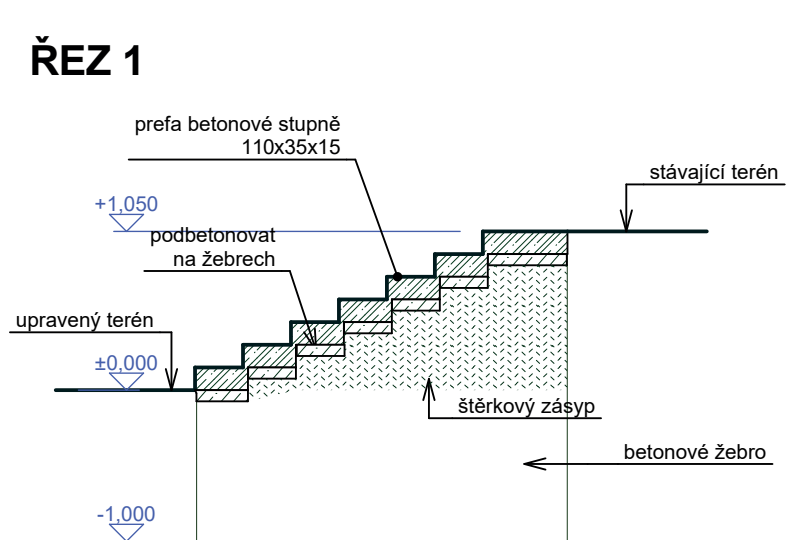 ŘEZ 1
prefa betonové stupně
110x35x15
stávající terén
+1,050
podbetonovat
na žebrech
upravený terén
±0,000
štěrkový zásyp
betonové žebro
-1,000